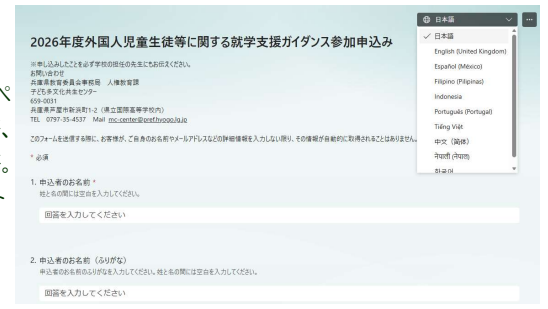 日本語
2026年度外国人児童生徒等に関する就学支援ガイダンス参加申込み
※申し込みしたことを必ず学校の担任の先生にもお伝えください。
お問い合わせ
兵庫県教育委員会事務局　人権教育課
子ども多文化共生センター
659-0031
兵庫県芦屋市新浜町1-2（県立国際高等学校内）
TEL　0797-35-4537　Mail　mc-center@pref.hyogo.lg.jp
このフォームを送信する際に、お客様が、ご自身のお名前やメールアドレスなどの詳細情報を入力しない限り、その情報が自動的に取得されることはありません。
* 必須
日本語
English (United Kingdom)
Español (México)
Filipino (Pilipinas)
Indonesia
Português (Portugal)
Tiếng Việt
中文（简体）
नेपाली (नेपाल)
한국어
1. 申込者のお名前 *
姓と名の間には空白を入力してください。
回答を入力してください
2. 申込者のお名前（ふりがな）
申込者のお名前のふりがなを入力してください。姓と名の間には空白を入力してください。
回答を入力してください